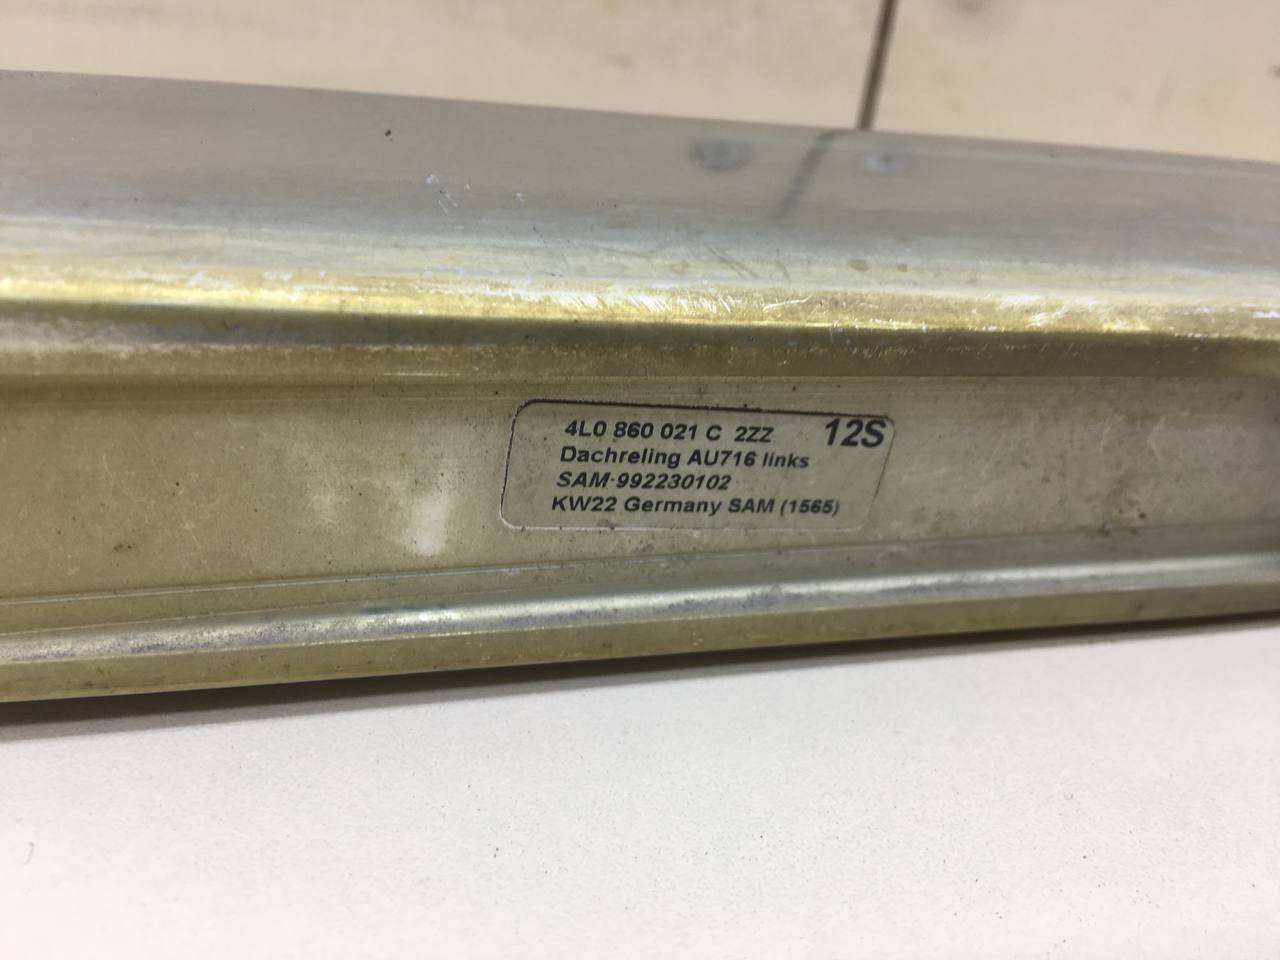 4L0 860 021 C 2ZZ 12S
Dachreling AU716 links
SAM-992230102
KW22 Germany SAM (1565)